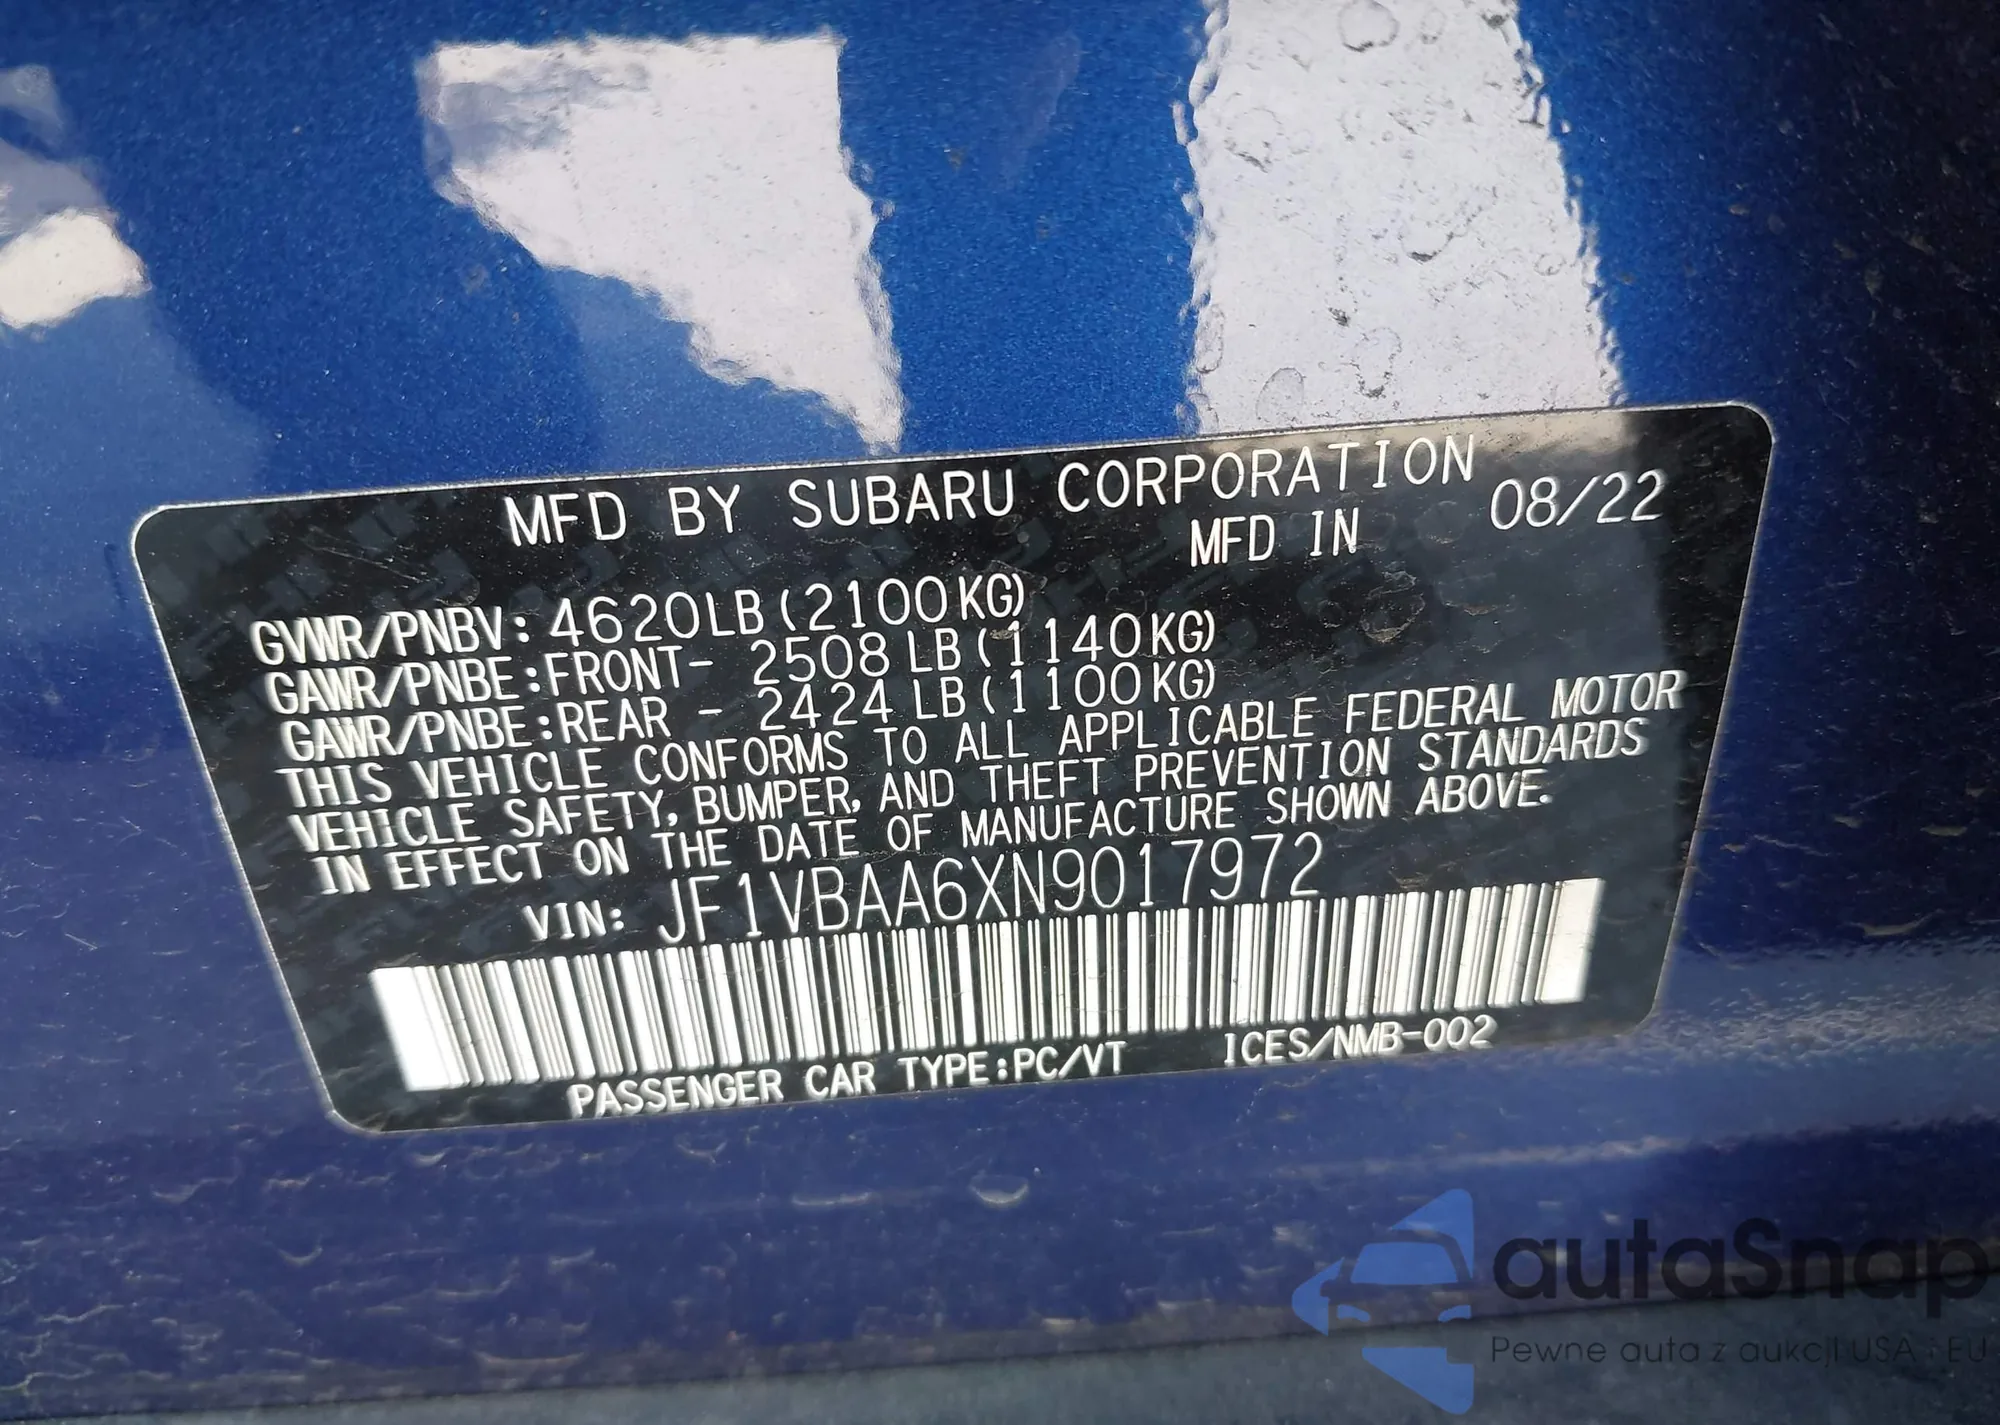 MFD BY SUBARU CORPORATION
MFD IN 08/22
GVWR/PNBV: 4620LB (2100KG)
GAWR/PNBE:FRONT- 2508 LB (1140KG)
GAWR/PNBE:REAR - 2424 LB (1100KG)
THIS VEHICLE CONFORMS TO ALL APPLICABLE FEDERAL MOTOR
VEHICLE SAFETY, BUMPER, AND THEFT PREVENTION STANDARDS
IN EFFECT ON THE DATE OF MANUFACTURE SHOWN ABOVE.
VIN: JF1VBAA6XN9017972
PASSENGER CAR TYPE:PC/VT ICES/NMB-002
autaSnap
Pewne auta z aukcji USA i EU